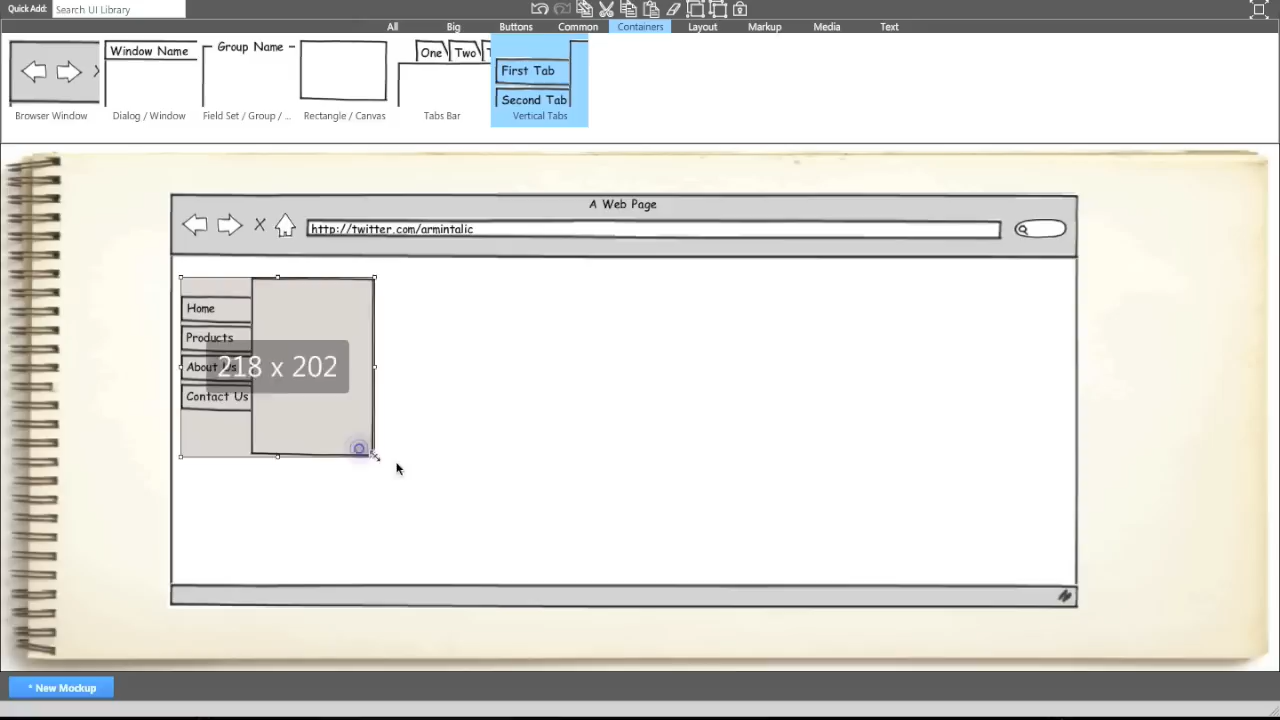 Quick Add:
Search UI Library
All
Big
Buttons
Common
Containers
Layout
Markup
Media
Text
Window Name
Group Name
One
Two
First Tab
Second Tab
Browser Window
Dialog / Window
Field Set / Group / ...
Rectangle / Canvas
Tabs Bar
Vertical Tabs
A Web Page
X
http://twitter.com/armintalic
Home
Products
About Us
218 x 202
Contact Us
* New Mockup